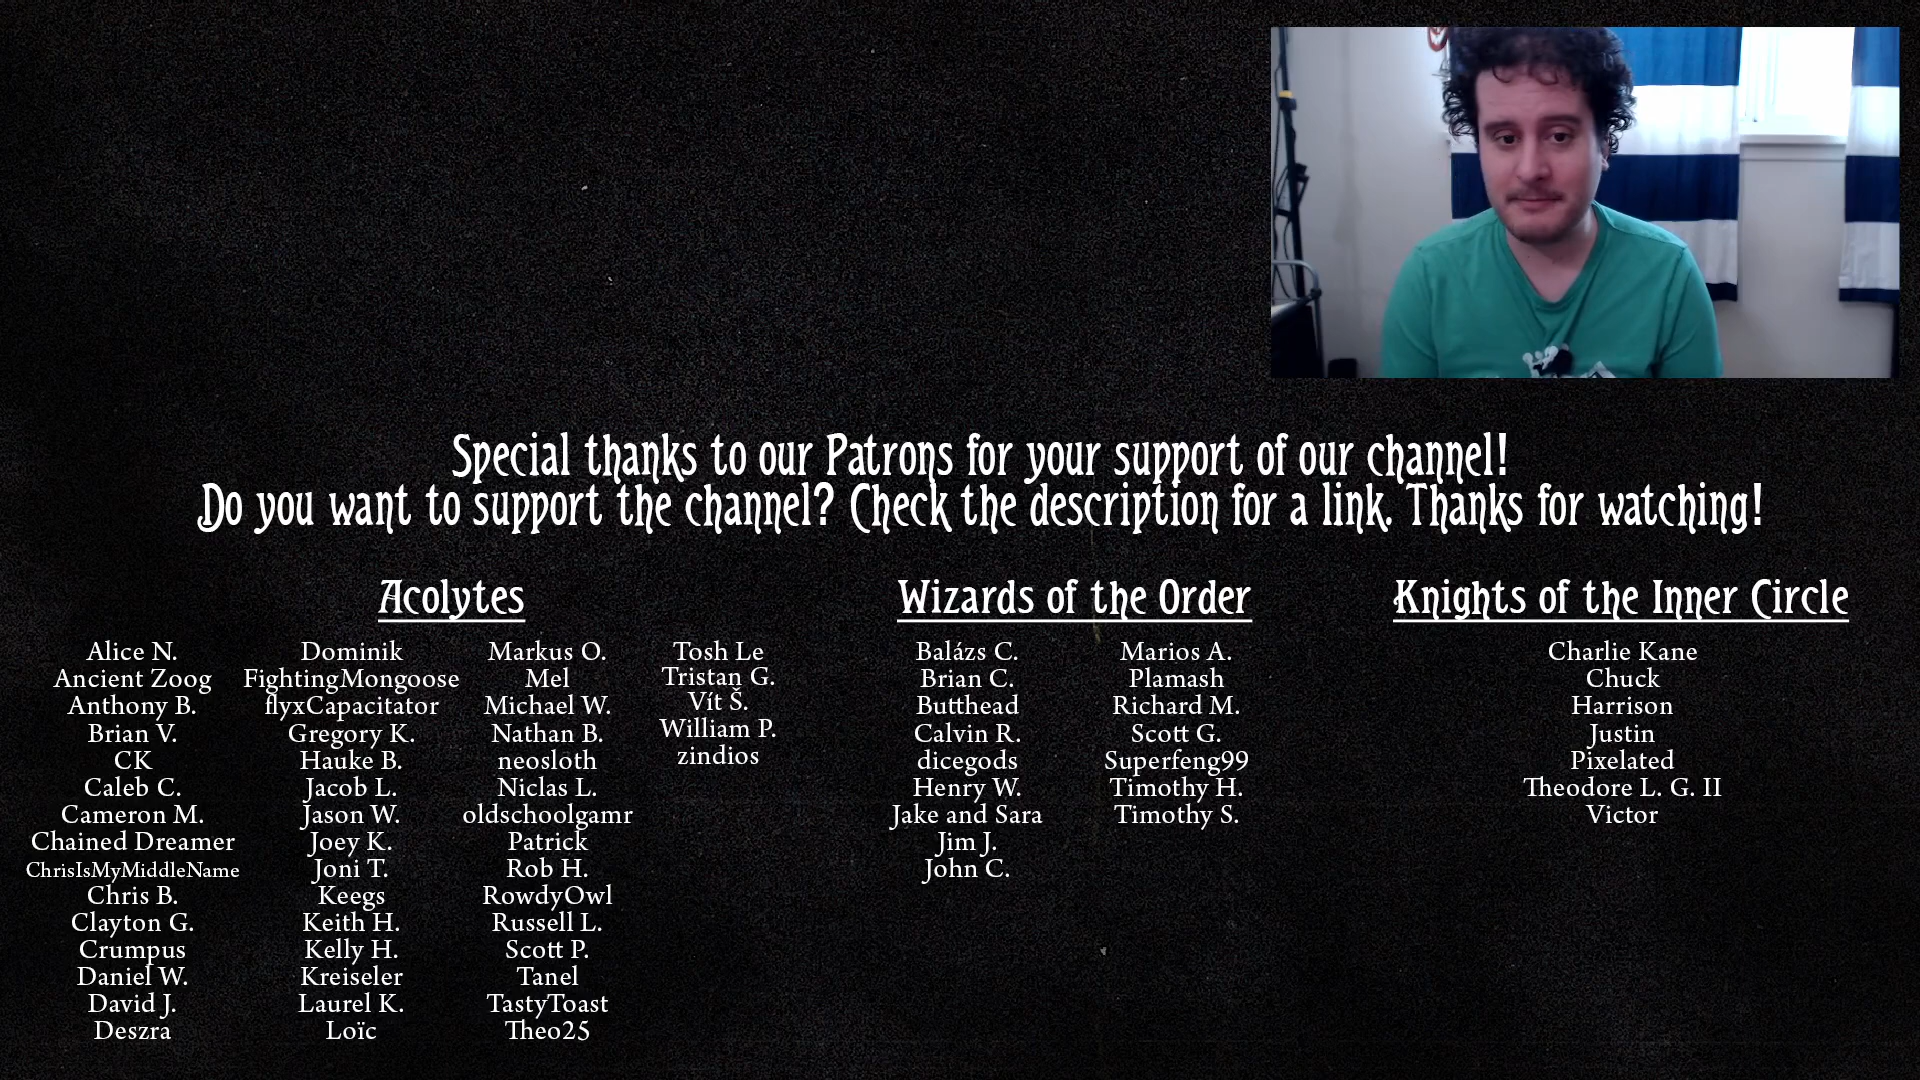 Special thanks to our Patrons for your support of our channel!
Do you want to support the channel? Check the description for a link. Thanks for watching!
Acolytes
Alice N.
Ancient Zoog
Anthony B.
Brian V.
CK
Caleb C.
Cameron M.
Chained Dreamer
ChrisIsMyMiddleName
Chris B.
Clayton G.
Crumpus
Daniel W.
David J.
Deszra
Dominik
FightingMongoose
flyxCapacitator
Gregory K.
Hauke B.
Jacob L.
Jason W.
Joey K.
Joni T.
Keegs
Keith H.
Kelly H.
Kreiseler
Laurel K.
Loïc
Markus O.
Mel
Michael W.
Nathan B.
neosloth
Niclas L.
oldschoolgamr
Patrick
Rob H.
RowdyOwl
Russell L.
Scott P.
Tanel
TastyToast
Theo25
Tosh Le
Tristan G.
Vít Š.
William P.
zindios
Wizards of the Order
Balázs C.
Brian C.
Butthead
Calvin R.
dicegods
Henry W.
Jake and Sara
Jim J.
John C.
Marios A.
Plamash
Richard M.
Scott G.
Superfeng99
Timothy H.
Timothy S.
Knights of the Inner Circle
Charlie Kane
Chuck
Harrison
Justin
Pixelated
Theodore L. G. II
Victor